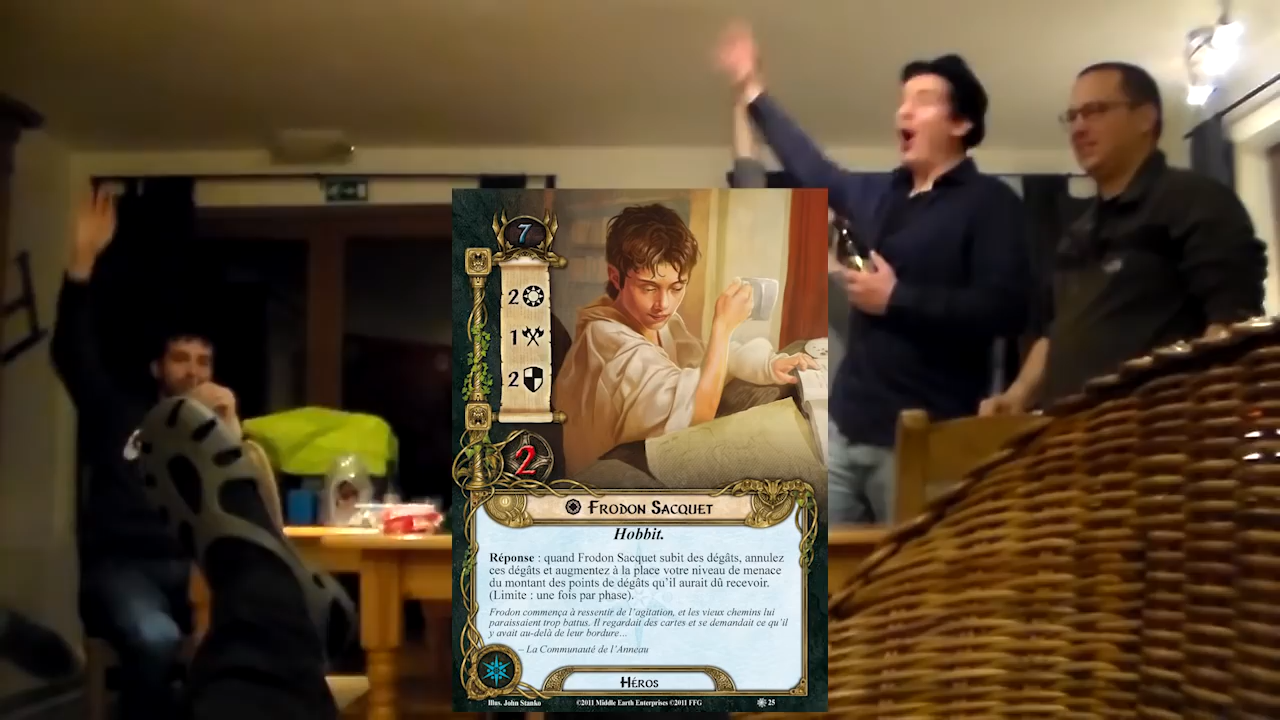 7
2
1
2
2
Frodon Sacquet
Hobbit.
Réponse : quand Frodon Sacquet subit des dégâts, annulez
ces dégâts et augmentez à la place votre niveau de menace
du montant des points de dégâts qu'il aurait dû recevoir.
(Limite : une fois par phase).
Frodon commença à ressentir de l'agitation, et les vieux chemins lui
paraissaient trop battus. Il regardait des cartes et se demandait ce qu'il
y avait au-delà de leur bordure...
– La Communauté de l'Anneau
Héros
Illus. John Stanko ©2011 Middle Earth Enterprises ©2011 FFG 25